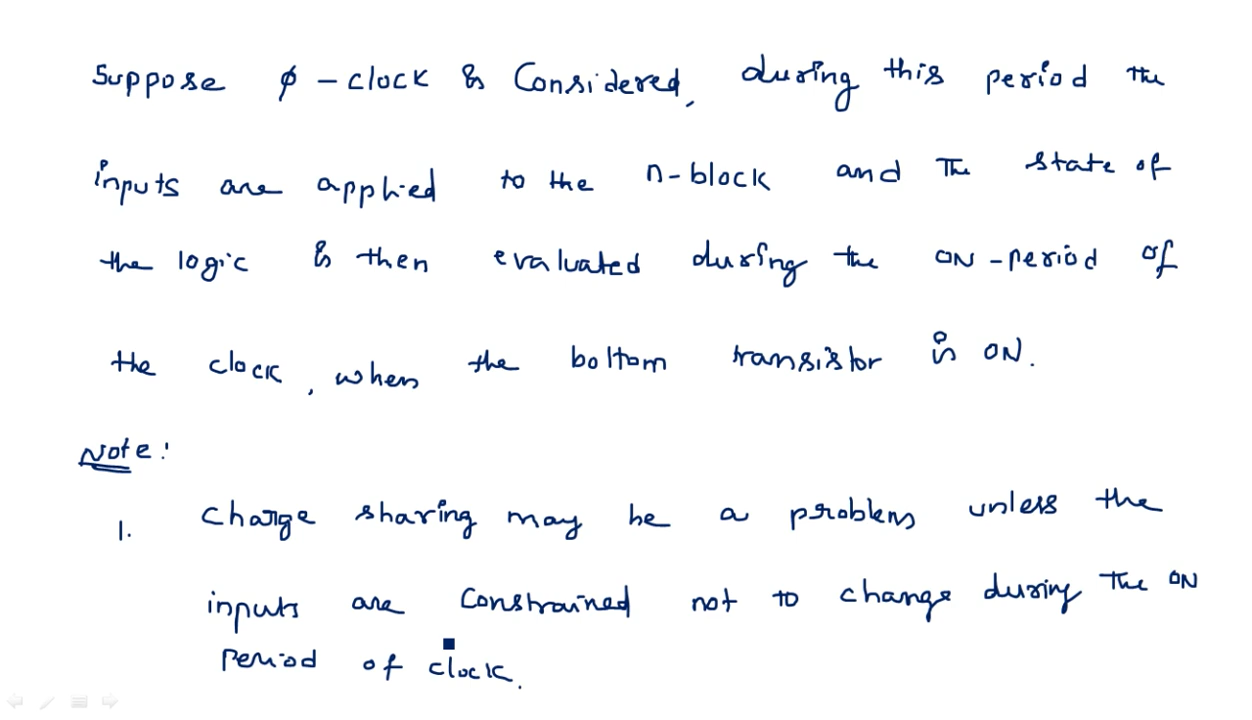 Suppose ϕ - clock is Considered, during this period the
inputs are applied to the n-block and The state of
the logic is then evaluated during the ON-period of
the clock, when the bottom transistor is ON.
Note:
1. Charge sharing may be a problem unless the
inputs are Constrained not to change during The ON
period of clock.